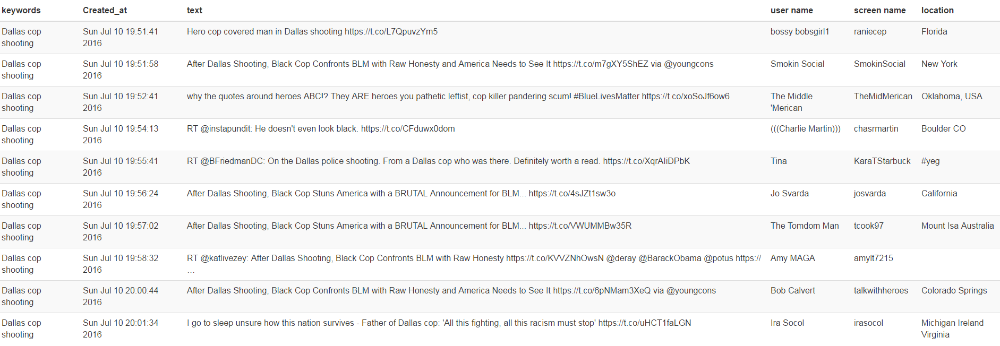 keywords Created_at text user name screen name location
Dallas cop Sun Jul 10 19:51:41 Hero cop covered man in Dallas shooting https://t.co/L7QpuvzYm5 bossy bobsgirl1 raniecep Florida
shooting 2016
Dallas cop Sun Jul 10 19:51:58 After Dallas Shooting, Black Cop Confronts BLM with Raw Honesty and America Needs to See It https://t.co/m7gXY5ShEZ via @youngcons Smokin Social SmokinSocial New York
shooting 2016
Dallas cop Sun Jul 10 19:52:41 why the quotes around heroes ABC!? They ARE heroes you pathetic leftist, cop killer pandering scum! #BlueLivesMatter https://t.co/xoSoJf6ow6 The Middle TheMidMerican Oklahoma, USA
shooting 2016 'Merican
Dallas cop Sun Jul 10 19:54:13 RT @instapundit: He doesn't even look black. https://t.co/CFduwx0dom (((Charlie Martin))) chasrmartin Boulder CO
shooting 2016
Dallas cop Sun Jul 10 19:55:41 RT @BFriedmanDC: On the Dallas police shooting. From a Dallas cop who was there. Definitely worth a read. https://t.co/XqrAIiDPbK Tina KaraTStarbuck #yeg
shooting 2016
Dallas cop Sun Jul 10 19:56:24 After Dallas Shooting, Black Cop Stuns America with a BRUTAL Announcement for BLM... https://t.co/4sJZt1sw3o Jo Svarda josvarda California
shooting 2016
Dallas cop Sun Jul 10 19:57:02 After Dallas Shooting, Black Cop Stuns America with a BRUTAL Announcement for BLM... https://t.co/VWUMMBw35R The Tomdom Man tcook97 Mount Isa Australia
shooting 2016
Dallas cop Sun Jul 10 19:58:32 RT @katlivezey: After Dallas Shooting, Black Cop Confronts BLM with Raw Honesty https://t.co/KVVZNhOwsN @deray @BarackObama @potus https:// Amy MAGA amylt7215
shooting 2016 …
Dallas cop Sun Jul 10 20:00:44 After Dallas Shooting, Black Cop Confronts BLM with Raw Honesty and America Needs to See It https://t.co/6pNMam3XeQ via @youngcons Bob Calvert talkwithheroes Colorado Springs
shooting 2016
Dallas cop Sun Jul 10 20:01:34 I go to sleep unsure how this nation survives - Father of Dallas cop: 'All this fighting, all this racism must stop' https://t.co/uHCT1faLGN Ira Socol irasocol Michigan Ireland
shooting 2016 Virginia